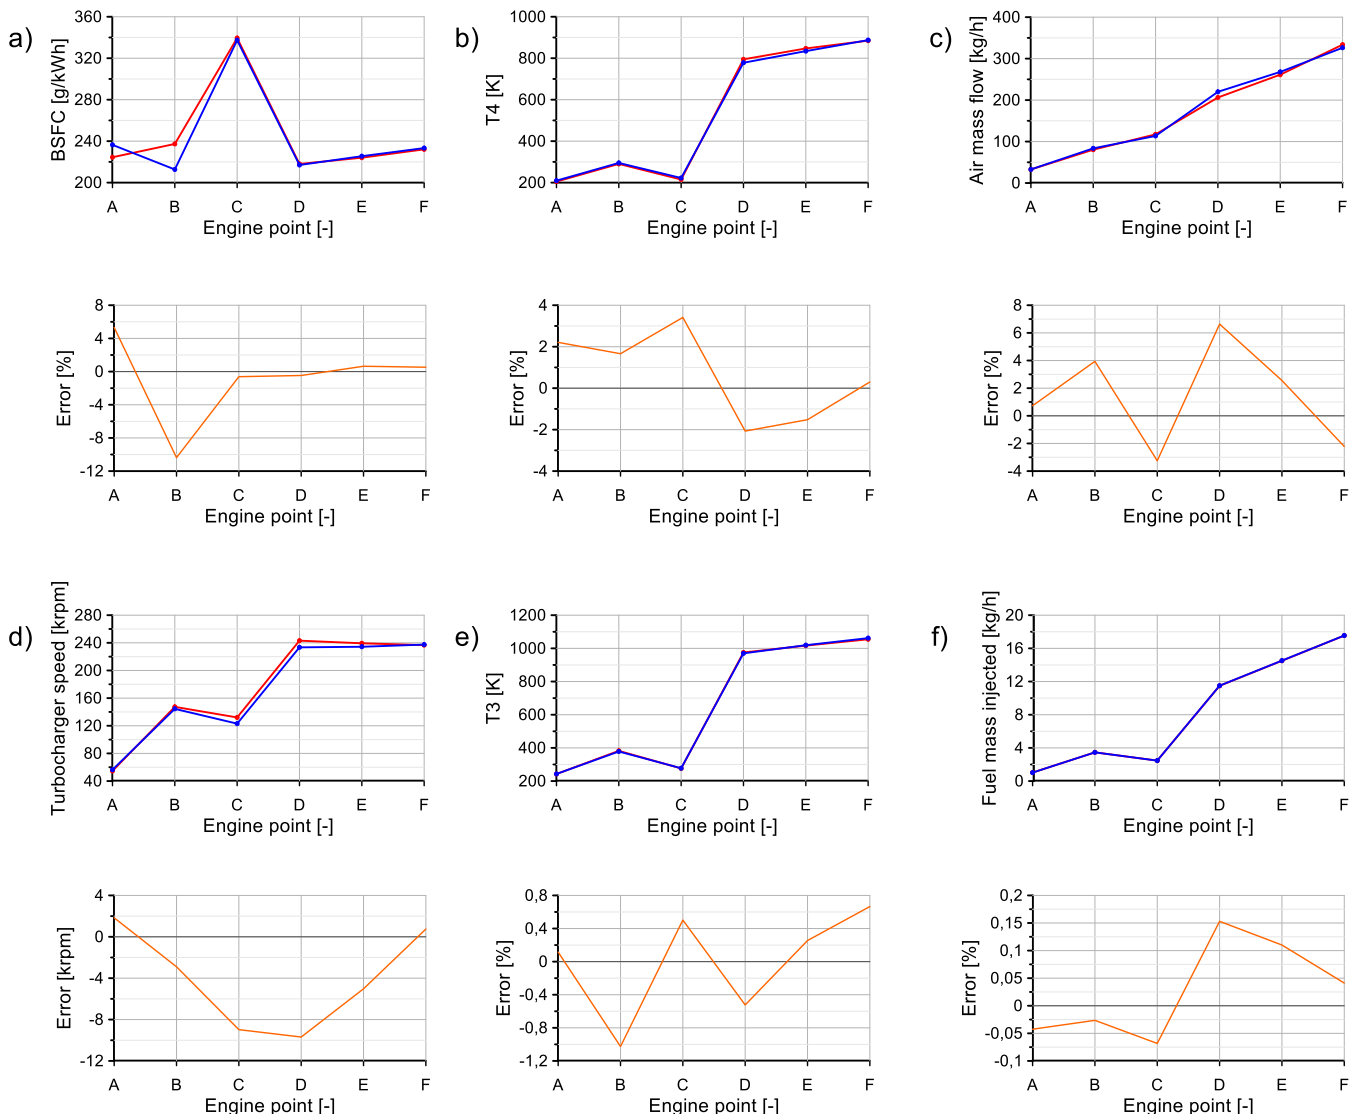 a)
BSFC [g/kWh]
360
320
280
240
200
A B C D E F
Engine point [-]
b)
T4 [K]
1000
800
600
400
200
A B C D E F
Engine point [-]
c)
Air mass flow [kg/h]
400
300
200
100
0
A B C D E F
Engine point [-]
Error [%]
8
4
0
-4
-8
-12
A B C D E F
Engine point [-]
Error [%]
4
2
0
-2
-4
A B C D E F
Engine point [-]
Error [%]
8
6
4
2
0
-2
-4
A B C D E F
Engine point [-]
d)
Turbocharger speed [krpm]
280
240
200
160
120
80
40
A B C D E F
Engine point [-]
e)
T3 [K]
1200
1000
800
600
400
200
A B C D E F
Engine point [-]
f)
Fuel mass injected [kg/h]
20
16
12
8
4
0
A B C D E F
Engine point [-]
Error [krpm]
4
0
-4
-8
-12
A B C D E F
Engine point [-]
Error [%]
0,8
0,4
0
-0,4
-0,8
-1,2
A B C D E F
Engine point [-]
Error [%]
0,2
0,15
0,1
0,05
0
-0,05
-0,1
A B C D E F
Engine point [-]